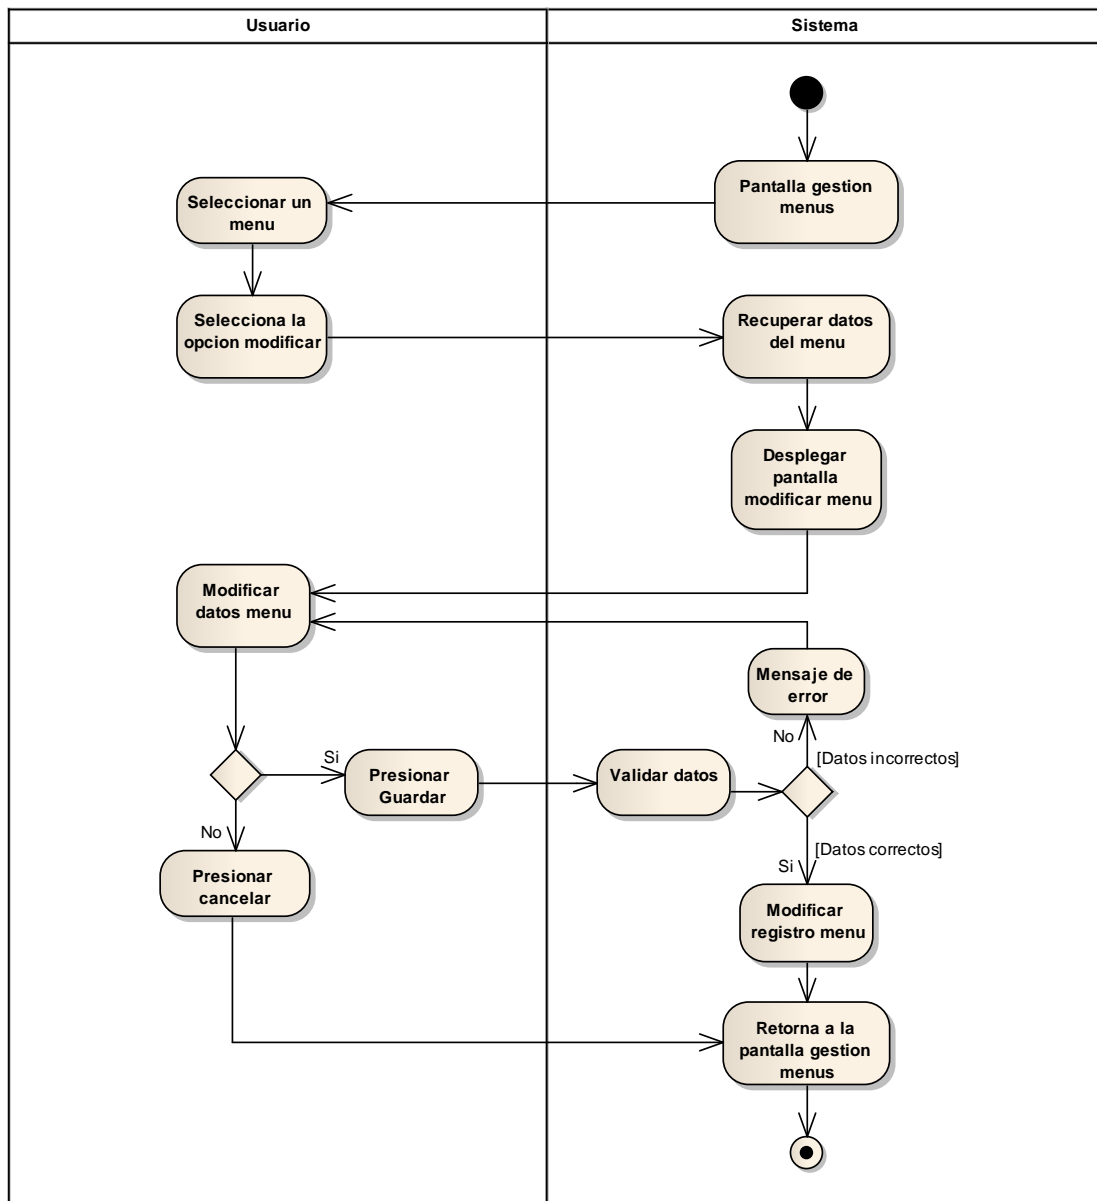 Usuario
Sistema
Pantalla gestion
menus
Seleccionar un
menu
Selecciona la
opcion modificar
Recuperar datos
del menu
Desplegar
pantalla
modificar menu
Modificar
datos menu
Mensaje de
error
No
[Datos incorrectos]
Si
Presionar
Guardar
Validar datos
No
[Datos correctos]
Si
Presionar
cancelar
Modificar
registro menu
Retorna a la
pantalla gestion
menus